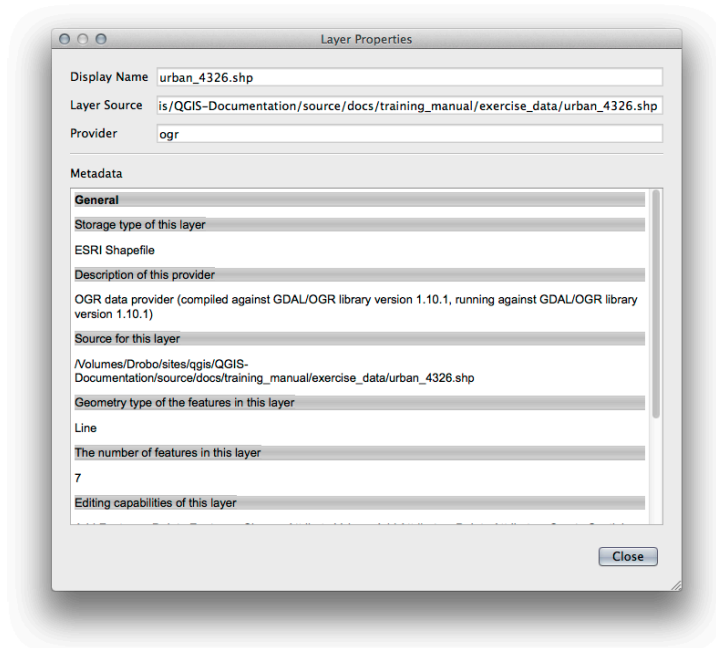 Layer Properties
Display Name urban_4326.shp
Layer Source is/QGIS-Documentation/source/docs/training_manual/exercise_data/urban_4326.shp
Provider ogr
Metadata
General
Storage type of this layer
ESRI Shapefile
Description of this provider
OGR data provider (compiled against GDAL/OGR library version 1.10.1, running against GDAL/OGR library
version 1.10.1)
Source for this layer
/Volumes/Drobo/sites/qgis/QGIS-
Documentation/source/docs/training_manual/exercise_data/urban_4326.shp
Geometry type of the features in this layer
Line
The number of features in this layer
7
Editing capabilities of this layer
Close